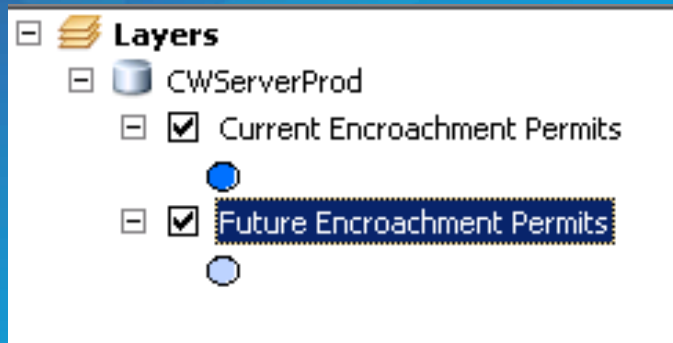 Layers
CWServerProd
Current Encroachment Permits
Future Encroachment Permits